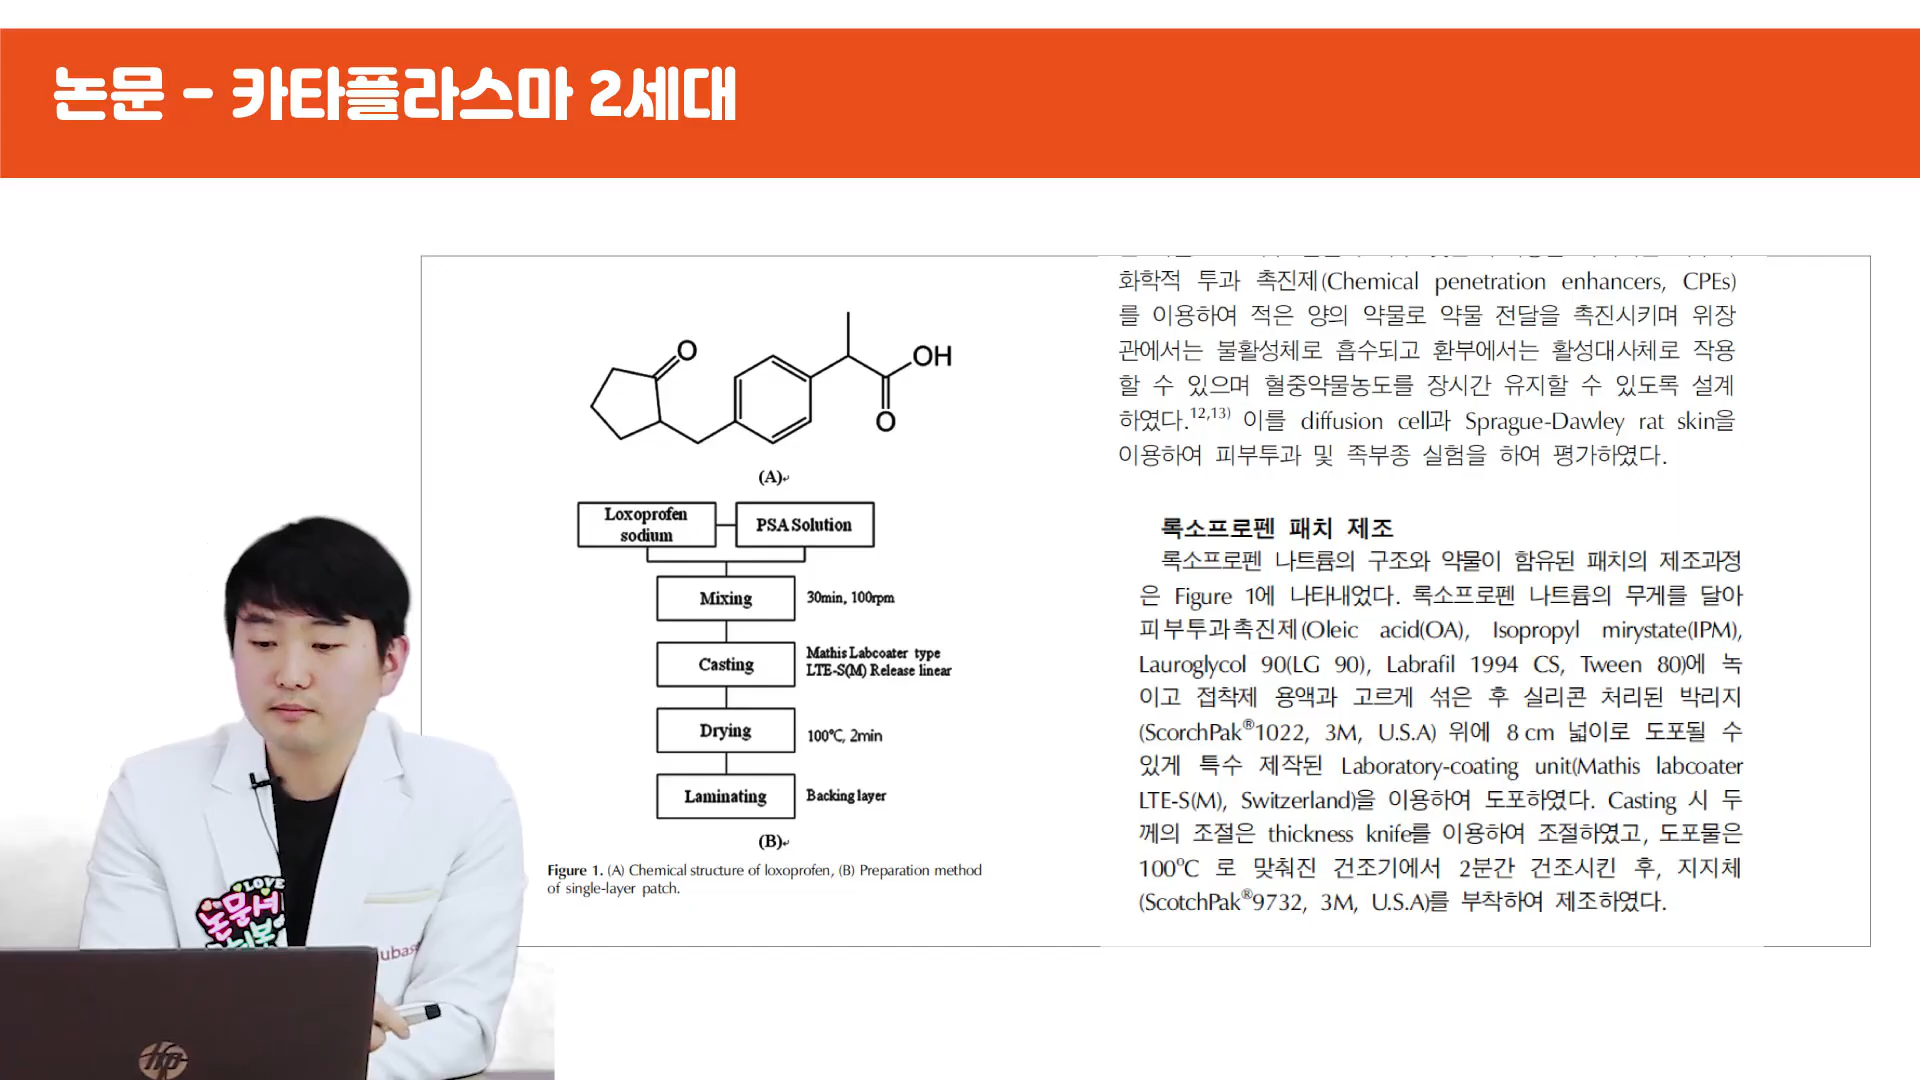 논문 - 카타플라스마 2세대
O
OH
O
(A)
Loxoprofen
sodium
PSA Solution
Mixing
30min, 100rpm
Casting
Mathis Labcoater type
LTE-S(M) Release linear
Drying
100℃, 2min
Laminating
Backing layer
(B)
Figure 1. (A) Chemical structure of loxoprofen, (B) Preparation method
of single-layer patch.
화학적 투과 촉진제(Chemical penetration enhancers, CPEs)
를 이용하여 적은 양의 약물로 약물 전달을 촉진시키며 위장
관에서는 불활성체로 흡수되고 환부에서는 활성대사체로 작용
할 수 있으며 혈중약물농도를 장시간 유지할 수 있도록 설계
하였다.12,13) 이를 diffusion cell과 Sprague-Dawley rat skin을
이용하여 피부투과 및 족부종 실험을 하여 평가하였다.
록소프로펜 패치 제조
록소프로펜 나트륨의 구조와 약물이 함유된 패치의 제조과정
은 Figure 1에 나타내었다. 록소프로펜 나트륨의 무게를 달아
피부투과촉진제(Oleic acid(OA), Isopropyl mirystate(IPM),
Lauroglycol 90(LG 90), Labrafil 1994 CS, Tween 80)에 녹
이고 접착제 용액과 고르게 섞은 후 실리콘 처리된 박리지
(ScorchPak®1022, 3M, U.S.A) 위에 8 cm 넓이로 도포될 수
있게 특수 제작된 Laboratory-coating unit(Mathis labcoater
LTE-S(M), Switzerland)을 이용하여 도포하였다. Casting 시 두
께의 조절은 thickness knife를 이용하여 조절하였고, 도포물은
100℃ 로 맞춰진 건조기에서 2분간 건조시킨 후, 지지체
(ScotchPak®9732, 3M, U.S.A)를 부착하여 제조하였다.
LOVE
논문셔
hp